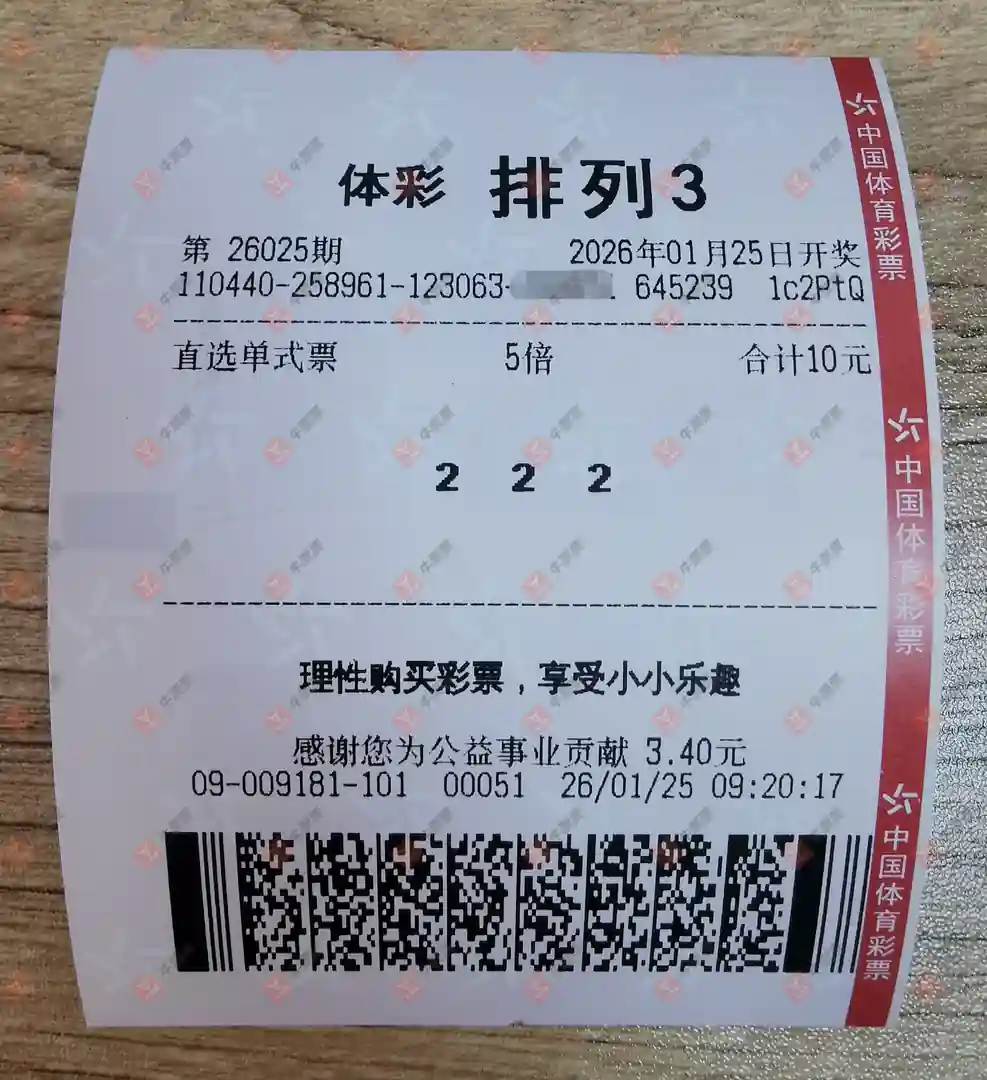 体彩 排列3
第 26025期 2026年01月25日开奖
110440-258961-123063- 645239 1c2PtQ
直选单式票 5倍 合计10元
2 2 2
理性购买彩票，享受小小乐趣
感谢您为公益事业贡献 3.40元
09-009181-101 00051 26/01/25 09:20:17
中国体育彩票
中国体育彩票
中国体育彩票